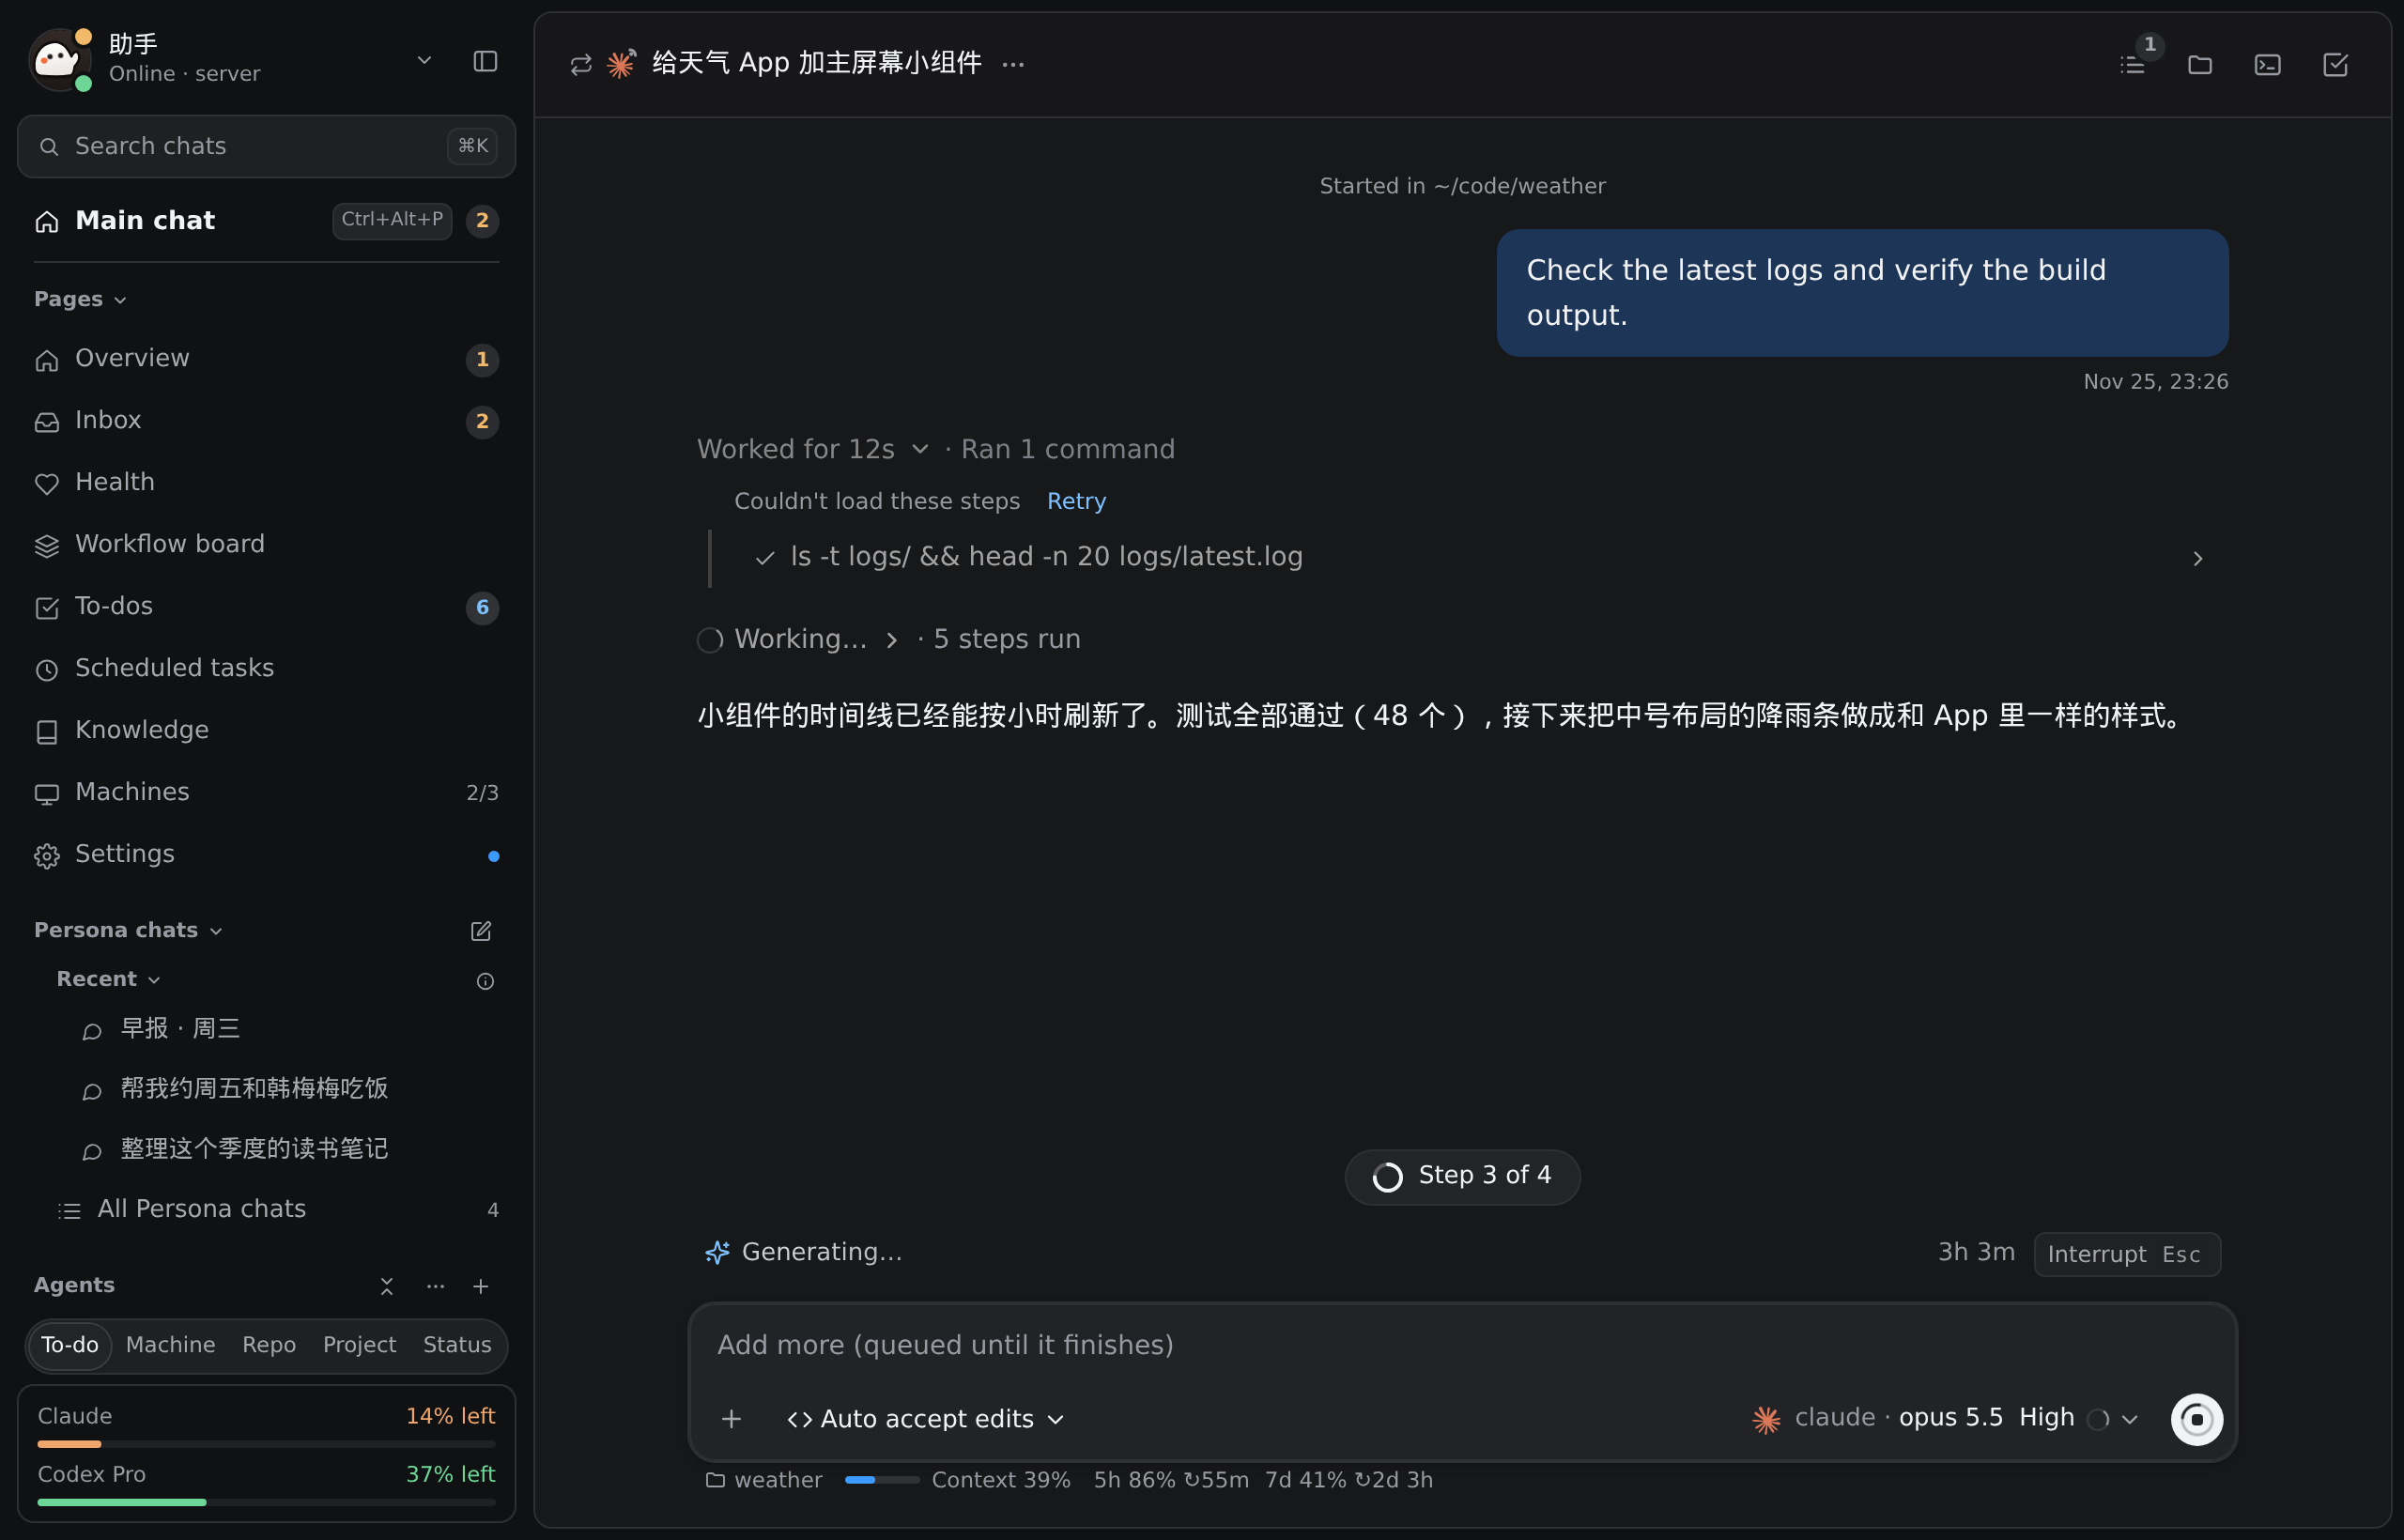 助手
Online · server
Search chats
⌘K
Main chat
Ctrl+Alt+P
2
Pages
Overview
1
Inbox
2
Health
Workflow board
To-dos
6
Scheduled tasks
Knowledge
Machines
2/3
Settings
Persona chats
Recent
早报 · 周三
帮我约周五和韩梅梅吃饭
整理这个季度的读书笔记
All Persona chats
4
Agents
To-do
Machine
Repo
Project
Status
Claude
14% left
Codex Pro
37% left
给天气 App 加主屏幕小组件
1
Started in ~/code/weather
Check the latest logs and verify the build
output.
Nov 25, 23:26
Worked for 12s · Ran 1 command
Couldn't load these steps Retry
ls -t logs/ && head -n 20 logs/latest.log
Working… · 5 steps run
小组件的时间线已经能按小时刷新了。测试全部通过（48 个），接下来把中号布局的降雨条做成和 App 里一样的样式。
Step 3 of 4
Generating…
3h 3m
Interrupt Esc
Add more (queued until it finishes)
Auto accept edits
claude · opus 5.5 High
weather
Context 39%
5h 86% ↻55m 7d 41% ↻2d 3h